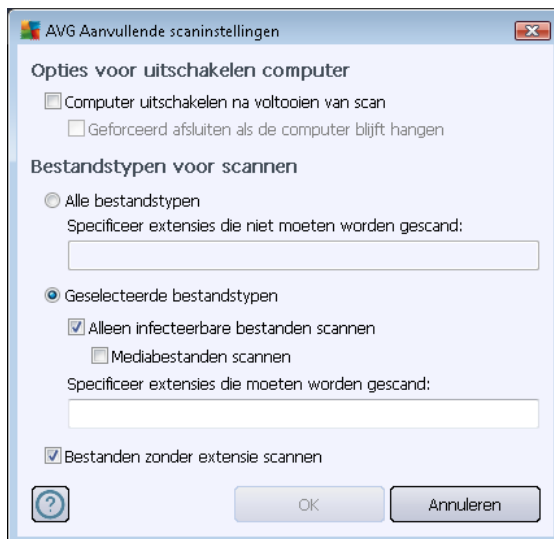 AVG Aanvullende scaninstellingen
Opties voor uitschakelen computer
Computer uitschakelen na voltooien van scan
Geforceerd afsluiten als de computer blijft hangen
Bestandstypen voor scannen
Alle bestandstypen
Specificeer extensies die niet moeten worden gescand:
Geselecteerde bestandstypen
Alleen infecteerbare bestanden scannen
Mediabestanden scannen
Specificeer extensies die moeten worden gescand:
Bestanden zonder extensie scannen
? OK Annuleren